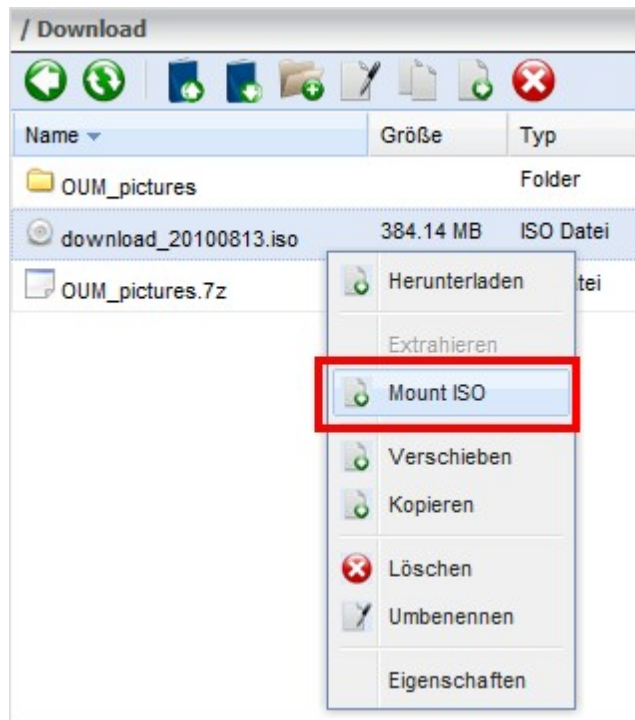 / Download
Name Größe Typ
OUM_pictures Folder
download_20100813.iso 384.14 MB ISO Datei
OUM_pictures.7z
Herunterladen
Extrahieren
Mount ISO
Verschieben
Kopieren
Löschen
Umbenennen
Eigenschaften